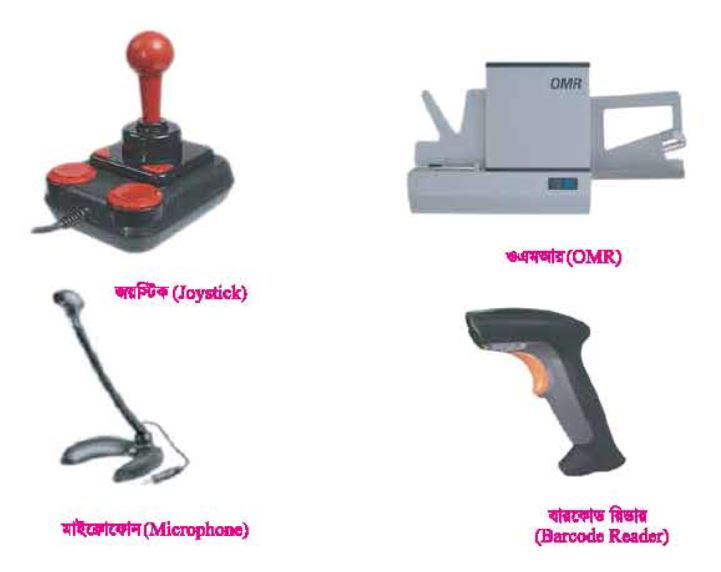 OMR
ওএমআর (OMR)
জয়স্টিক (Joystick)
মাইক্রোফোন (Microphone)
বারকোড রিডার
(Barcode Reader)